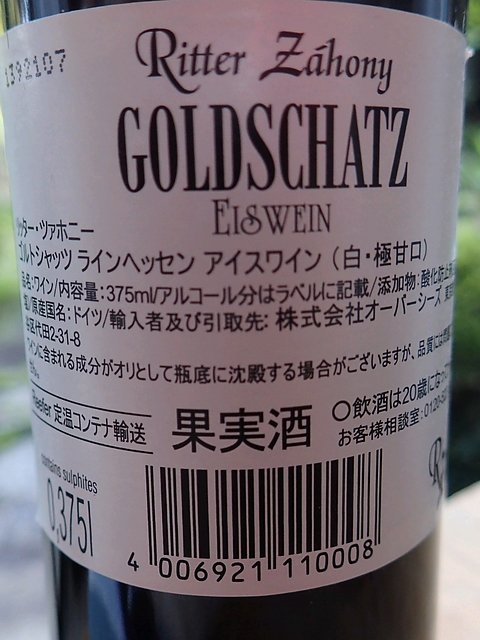 Ritter Záhony
GOLDSCHATZ
EISWEIN
ッター・ツァホニー
ゴルトシャッツ ラインヘッセン アイスワイン（白・極甘口）
品名:ワイン/内容量:375ml/アルコール分はラベルに記載/添加物:酸化防止
/原産国名:ドイツ/輸入者及び引取先:株式会社オーバーシーズ 東京
区代田2-31-8
ワインに含まれる成分がオリとして瓶底に沈殿する場合がございますが、品質には
Reefer 定温コンテナ輸送
果実酒
〇飲酒は20歳にな
お客様相談室:0120-
contains sulphites
0,375l
4 006921 110008